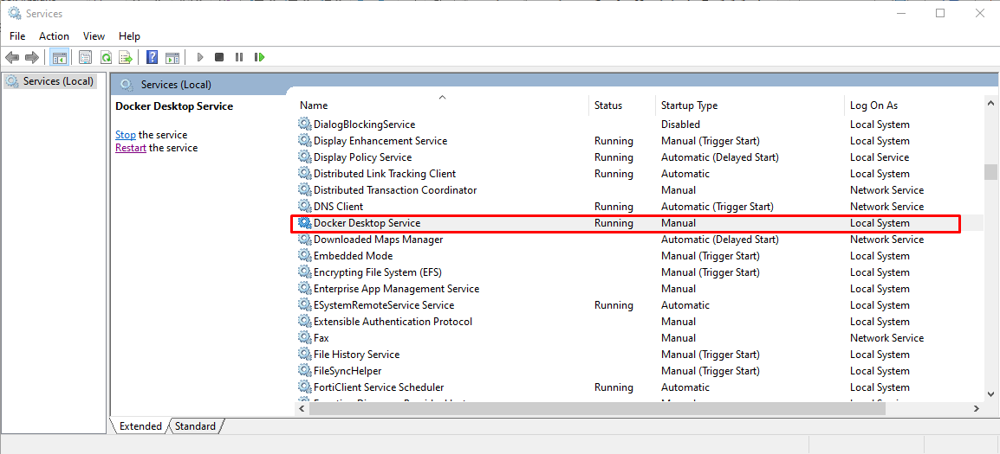 Services
File Action View Help
Services (Local)
Services (Local)
Docker Desktop Service
Stop the service
Restart the service
Name Status Startup Type Log On As
DialogBlockingService Disabled Local System
Display Enhancement Service Running Manual (Trigger Start) Local System
Display Policy Service Running Automatic (Delayed Start) Local Service
Distributed Link Tracking Client Running Automatic Local System
Distributed Transaction Coordinator Manual Network Service
DNS Client Running Automatic (Trigger Start) Network Service
Docker Desktop Service Running Manual Local System
Downloaded Maps Manager Automatic (Delayed Start) Network Service
Embedded Mode Manual (Trigger Start) Local System
Encrypting File System (EFS) Manual (Trigger Start) Local System
Enterprise App Management Service Manual Local System
ESystemRemoteService Service Running Automatic Local System
Extensible Authentication Protocol Manual Local System
Fax Manual Network Service
File History Service Manual (Trigger Start) Local System
FileSyncHelper Manual (Trigger Start) Local System
FortiClient Service Scheduler Running Automatic Local System
Extended Standard